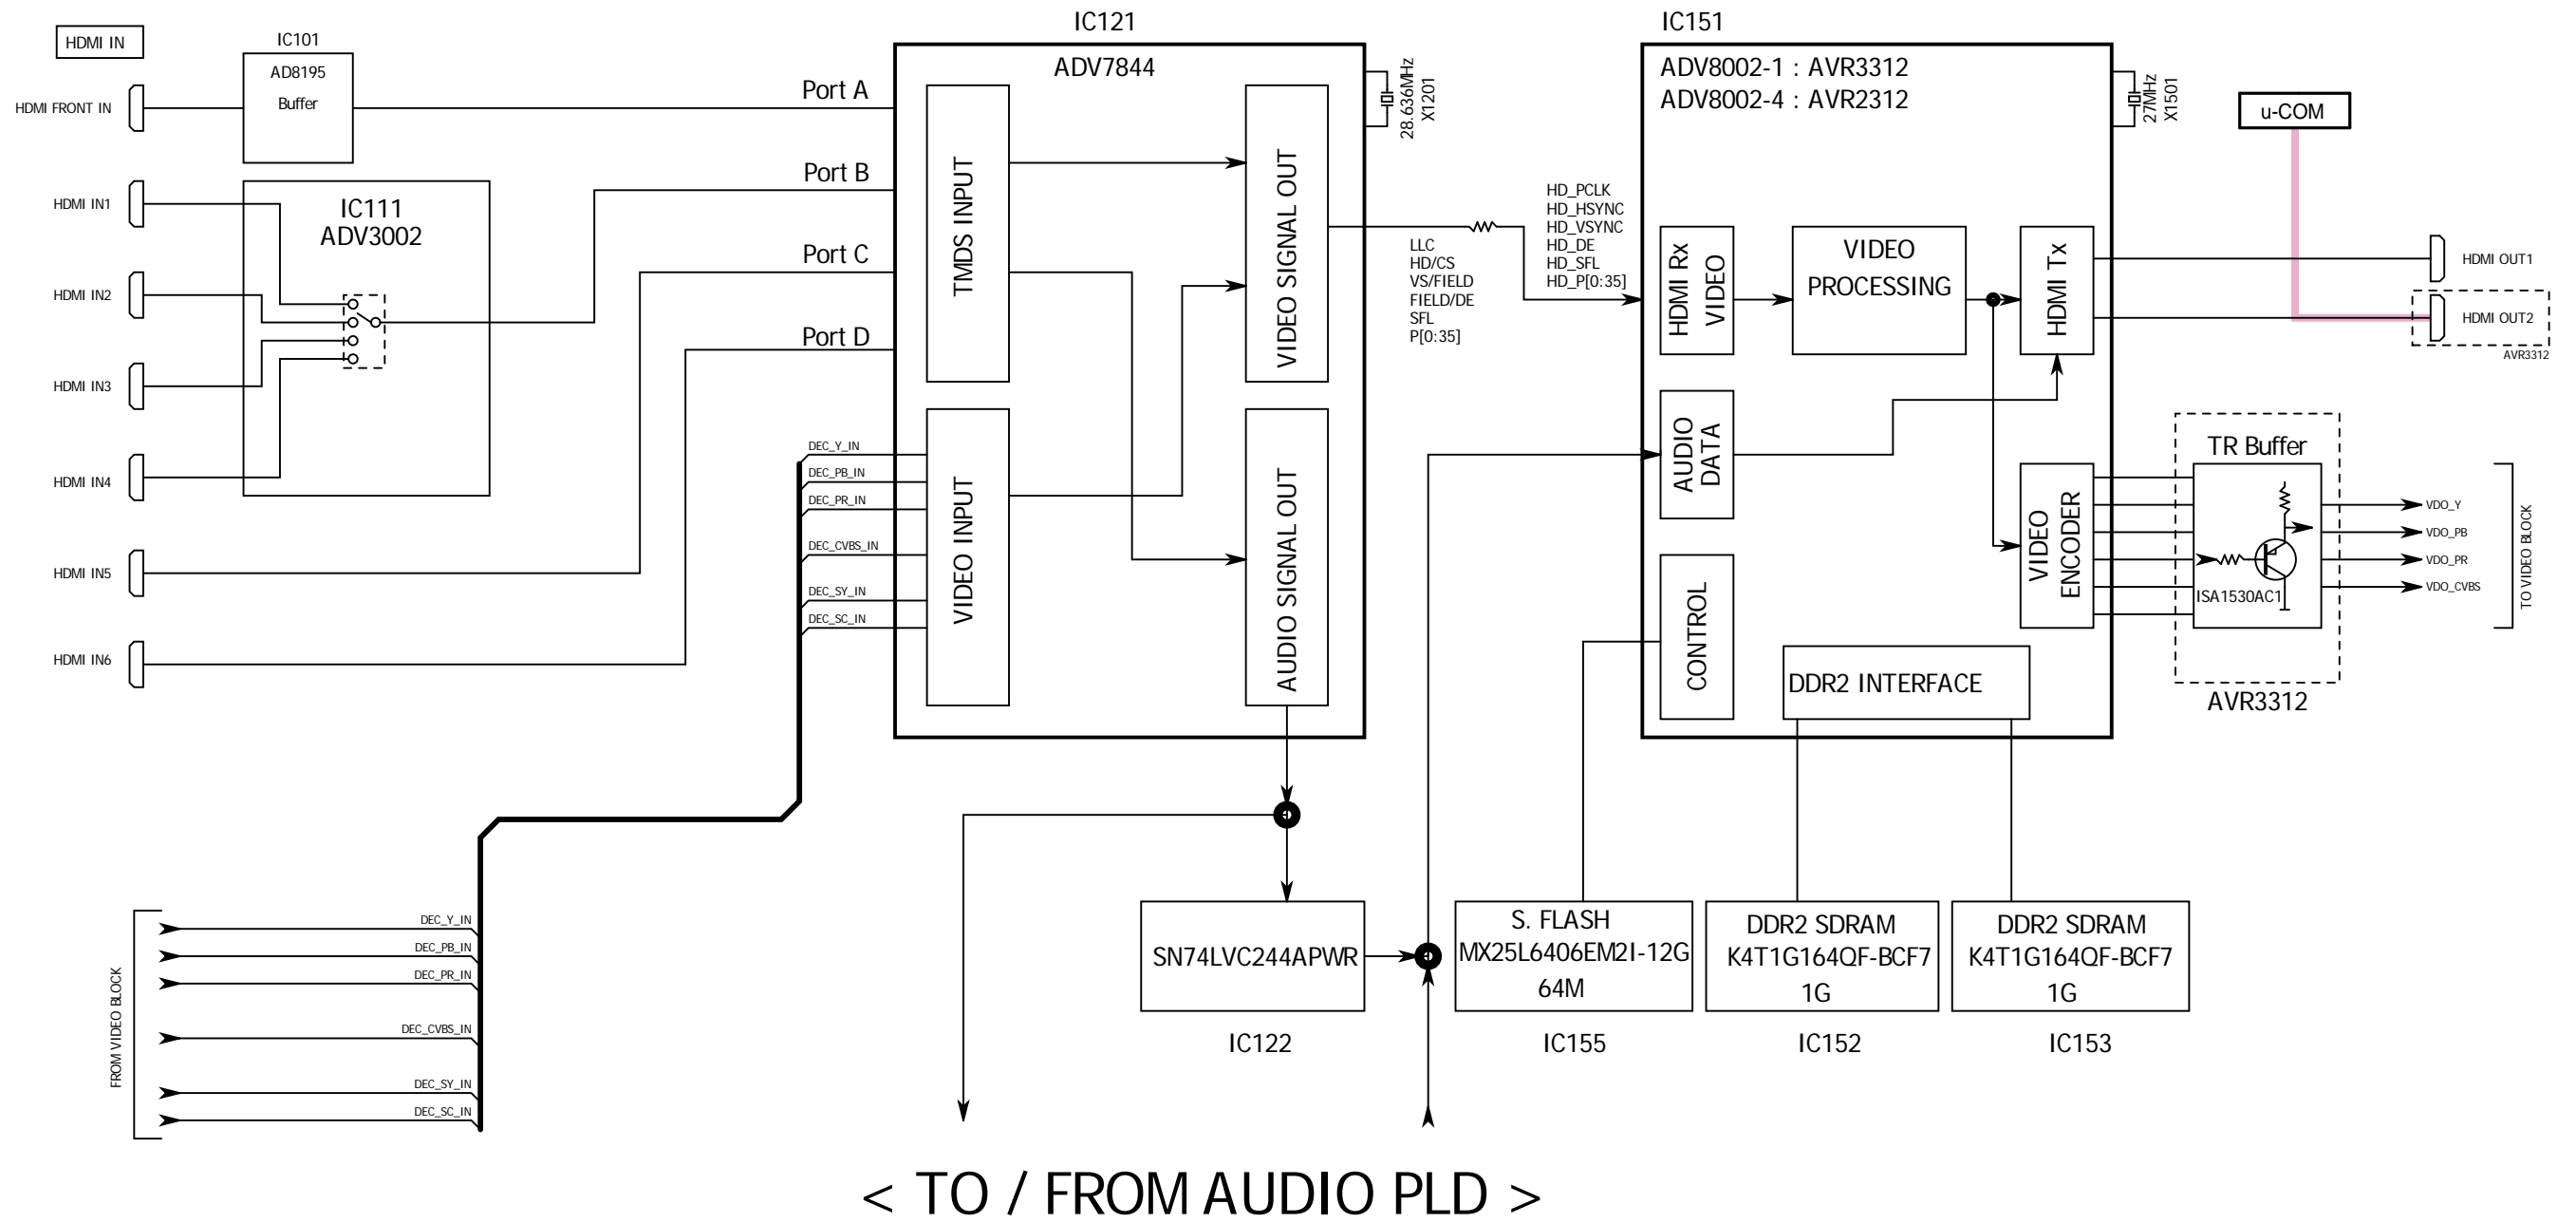 HDMI IN
IC101
AD8195
Buffer
HDMI FRONT IN
HDMI IN1
HDMI IN2
HDMI IN3
HDMI IN4
HDMI IN5
HDMI IN6
IC111
ADV3002
Port A
Port B
Port C
Port D
IC121
ADV7844
TMDS INPUT
VIDEO SIGNAL OUT
VIDEO INPUT
AUDIO SIGNAL OUT
28.636MHz
X1201
DEC_Y_IN
DEC_PB_IN
DEC_PR_IN
DEC_CVBS_IN
DEC_SY_IN
DEC_SC_IN
LLC
HD/CS
VS/FIELD
FIELD/DE
SFL
P[0:35]
HD_PCLK
HD_HSYNC
HD_VSYNC
HD_DE
HD_SFL
HD_P[0:35]
IC151
ADV8002-1 : AVR3312
ADV8002-4 : AVR2312
27MHz
X1501
HDMI Rx
VIDEO
VIDEO
PROCESSING
HDMI Tx
AUDIO
DATA
CONTROL
VIDEO
ENCODER
DDR2 INTERFACE
u-COM
HDMI OUT1
HDMI OUT2
AVR3312
TR Buffer
ISA1530AC1
AVR3312
VDO_Y
VDO_PB
VDO_PR
VDO_CVBS
TO VIDEO BLOCK
FROM VIDEO BLOCK
DEC_Y_IN
DEC_PB_IN
DEC_PR_IN
DEC_CVBS_IN
DEC_SY_IN
DEC_SC_IN
SN74LVC244APWR
IC122
S. FLASH
MX25L6406EM2I-12G
64M
IC155
DDR2 SDRAM
K4T1G164QF-BCF7
1G
IC152
DDR2 SDRAM
K4T1G164QF-BCF7
1G
IC153
< TO / FROM AUDIO PLD >